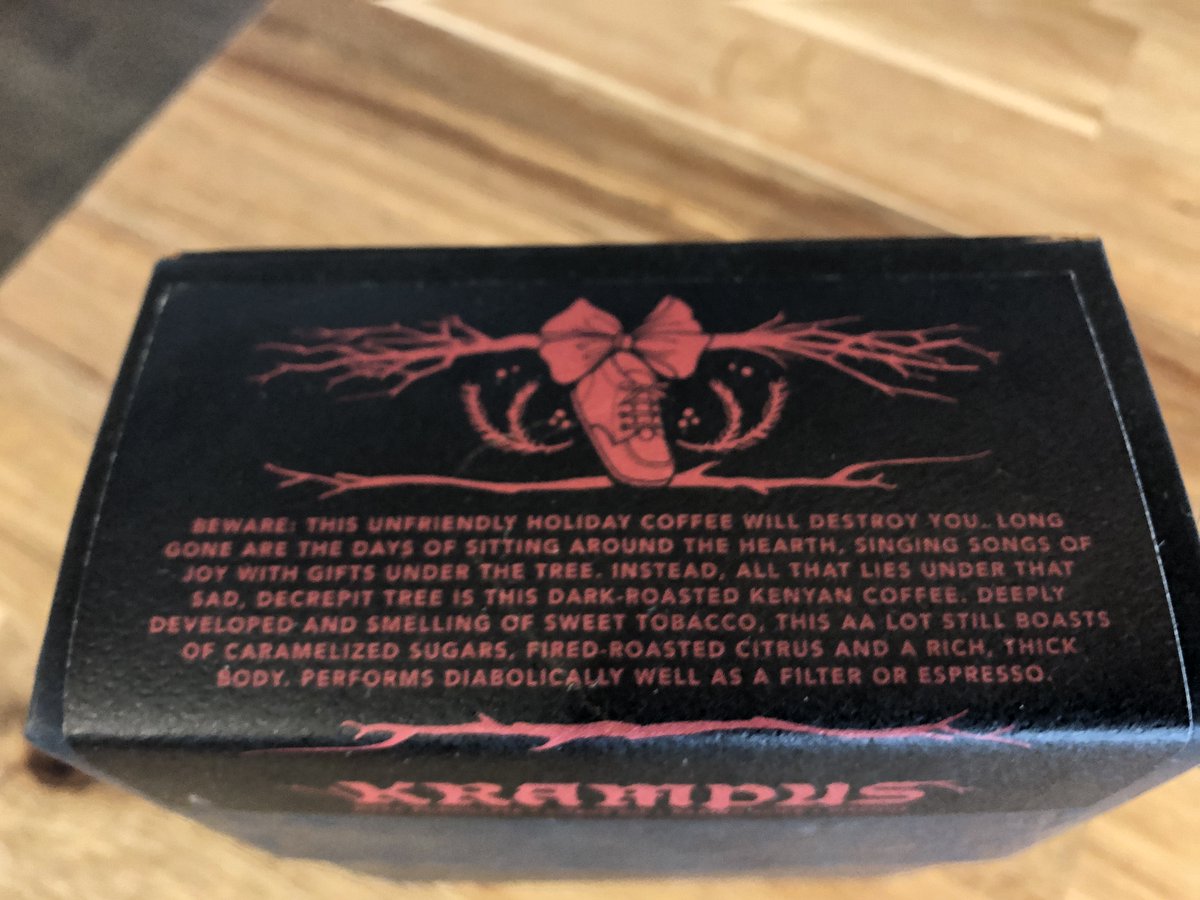 BEWARE: THIS UNFRIENDLY HOLIDAY COFFEE WILL DESTROY YOU. LONG
GONE ARE THE DAYS OF SITTING AROUND THE HEARTH, SINGING SONGS OF
JOY WITH GIFTS UNDER THE TREE. INSTEAD, ALL THAT LIES UNDER THAT
SAD, DECREPIT TREE IS THIS DARK-ROASTED KENYAN COFFEE. DEEPLY
DEVELOPED AND SMELLING OF SWEET TOBACCO, THIS AA LOT STILL BOASTS
OF CARAMELIZED SUGARS, FIRED-ROASTED CITRUS AND A RICH, THICK
BODY. PERFORMS DIABOLICALLY WELL AS A FILTER OR ESPRESSO.
KRAMPUS